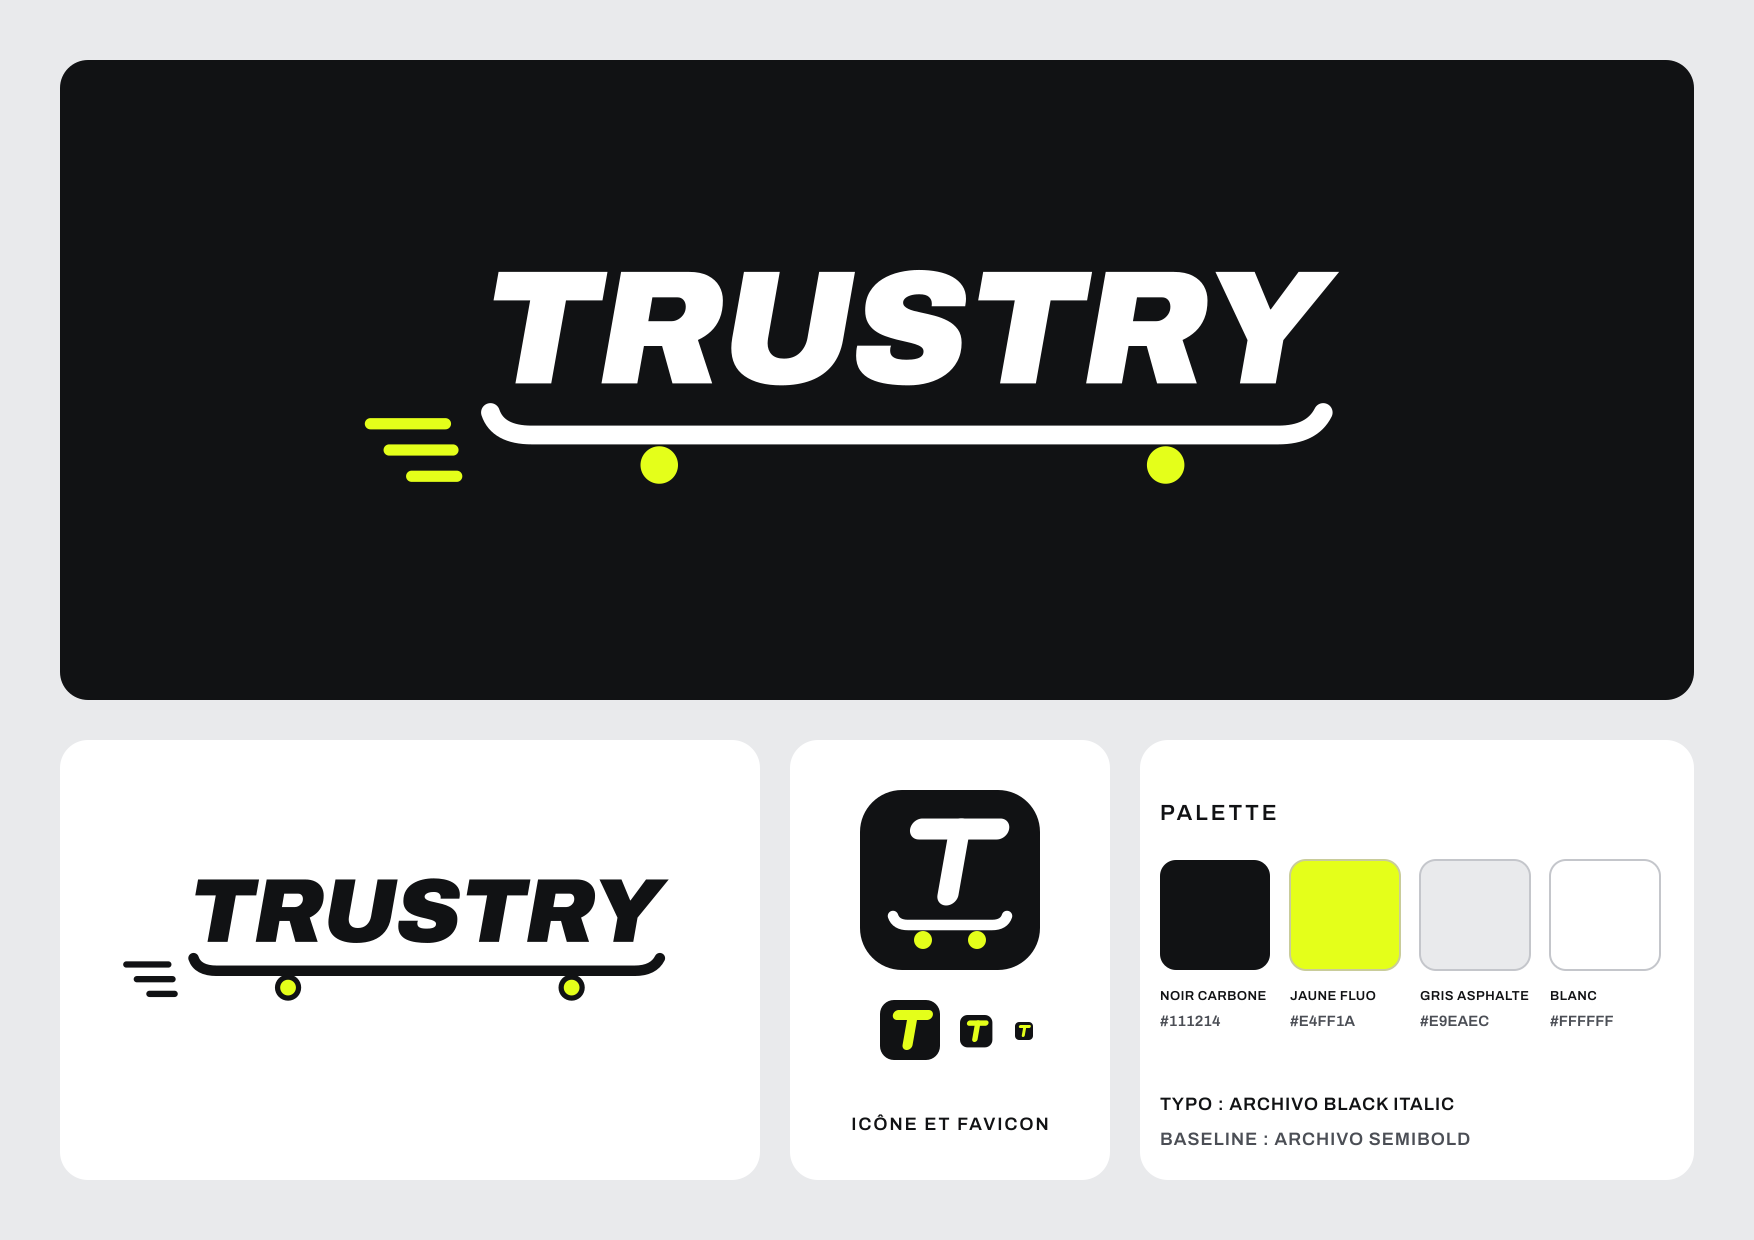 TRUSTRY
TRUSTRY
T
T T T
ICÔNE ET FAVICON
PALETTE
NOIR CARBONE JAUNE FLUO GRIS ASPHALTE BLANC
#111214 #E4FF1A #E9EAEC #FFFFFF
TYPO : ARCHIVO BLACK ITALIC
BASELINE : ARCHIVO SEMIBOLD